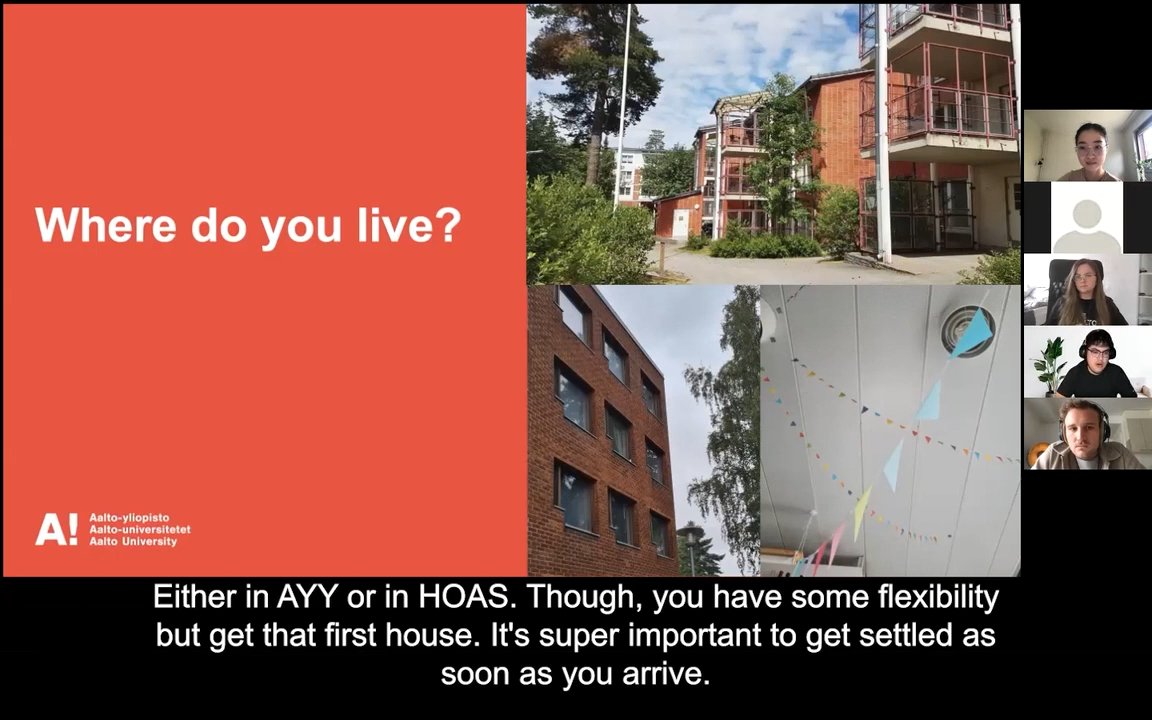 Where do you live?
A! Aalto-yliopisto
Aalto-universitetet
Aalto University
Either in AYY or in HOAS. Though, you have some flexibility
but get that first house. It's super important to get settled as
soon as you arrive.